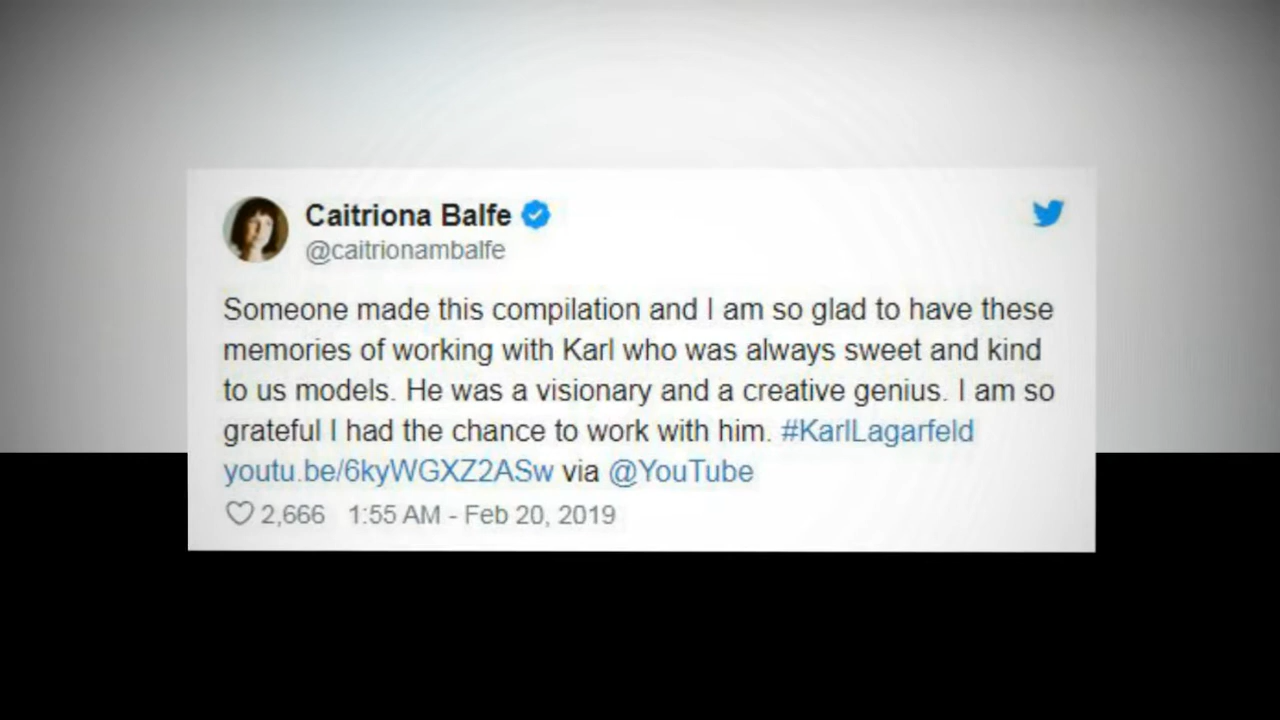 Caitriona Balfe
@caitrionambalfe
Someone made this compilation and I am so glad to have these
memories of working with Karl who was always sweet and kind
to us models. He was a visionary and a creative genius. I am so
grateful I had the chance to work with him. #KarlLagarfeld
youtu.be/6kyWGXZ2ASw via @YouTube
2,666 1:55 AM - Feb 20, 2019